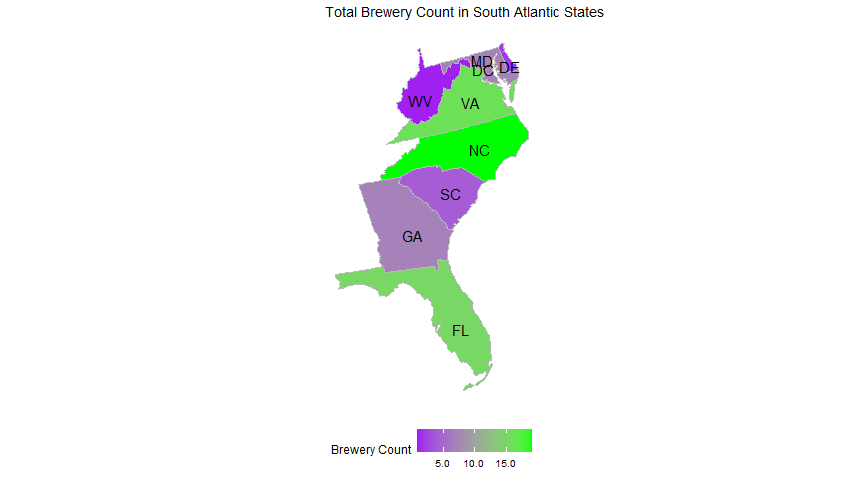 Total Brewery Count in South Atlantic States
MD
DC
DE
WV
VA
NC
SC
GA
FL
Brewery Count
5.0 10.0 15.0